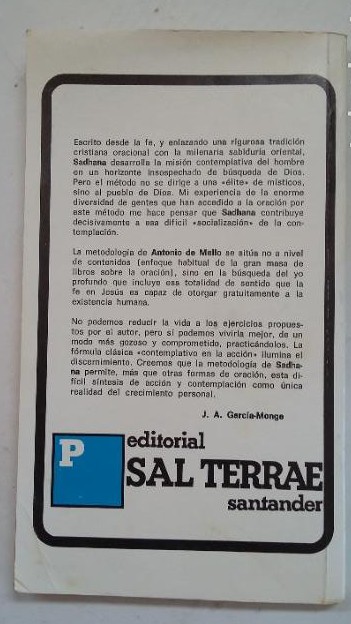 Escrito desde la fe, y enlazando una rigurosa tradición
cristiana oracional con la milenaria sabiduría oriental,
Sadhana desarrolla la misión contemplativa del hombre
en un horizonte insospechado de búsqueda de Dios.
Pero el método no se dirige a una «élite» de místicos,
sino al pueblo de Dios. Mi experiencia de la enorme
diversidad de gentes que han accedido a la oración por
este método me hace pensar que Sadhana contribuye
decisivamente a esa difícil «socialización» de la con-
templación.
La metodología de Antonio de Mello se sitúa no a nivel
de contenidos (enfoque habitual de la gran masa de
libros sobre la oración), sino en la búsqueda del yo
profundo que incluye esa totalidad de sentido que la
fe en Jesús es capaz de otorgar gratuitamente a la
existencia humana.
No podemos reducir la vida a los ejercicios propues-
tos por el autor, pero sí podemos vivirla mejor, de un
modo más gozoso y comprometido, practicándolos. La
fórmula clásica «contemplativo en la acción» ilumina el
discernimiento. Creemos que la metodología de Sadha-
na permite, más que otras formas de oración, esta di-
fícil síntesis de acción y contemplación como única
realidad del crecimiento personal.
J. A. García-Monge
P
editorial
SAL TERRAE
santander